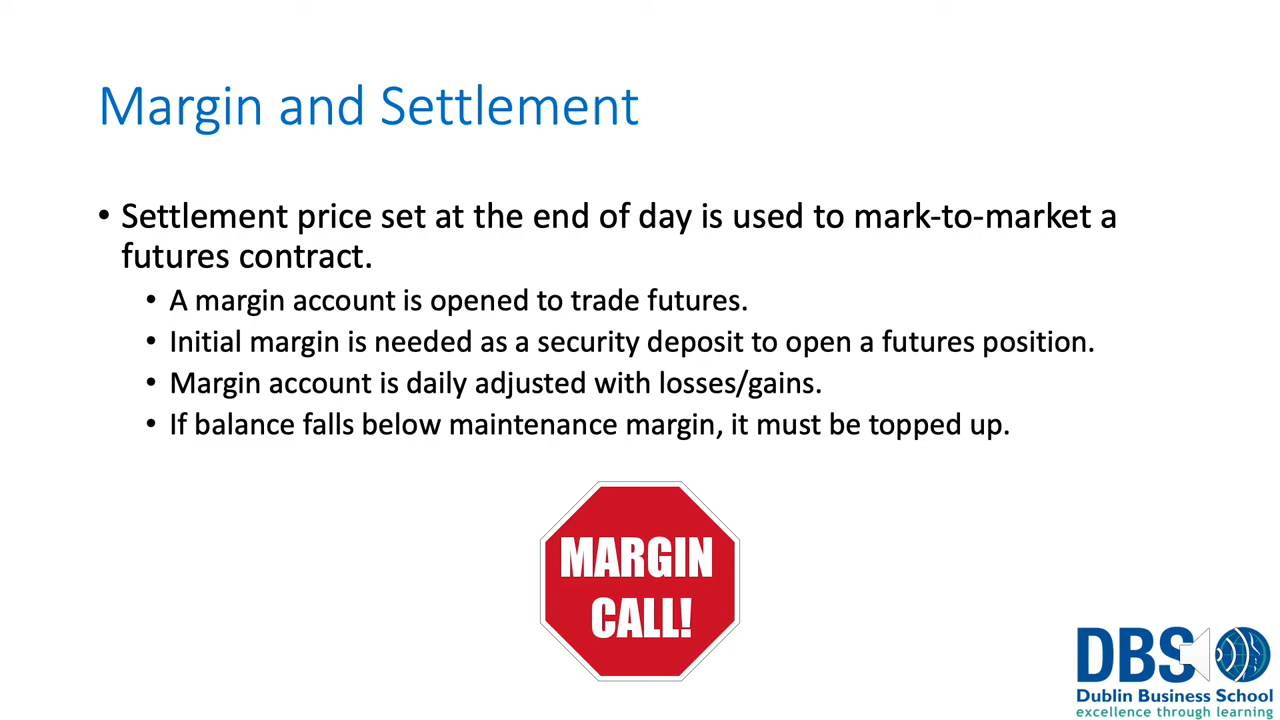 Margin and Settlement
• Settlement price set at the end of day is used to mark-to-market a
futures contract.
• A margin account is opened to trade futures.
• Initial margin is needed as a security deposit to open a futures position.
• Margin account is daily adjusted with losses/gains.
• If balance falls below maintenance margin, it must be topped up.
MARGIN
CALL!
DBS
Dublin Business School
excellence through learning